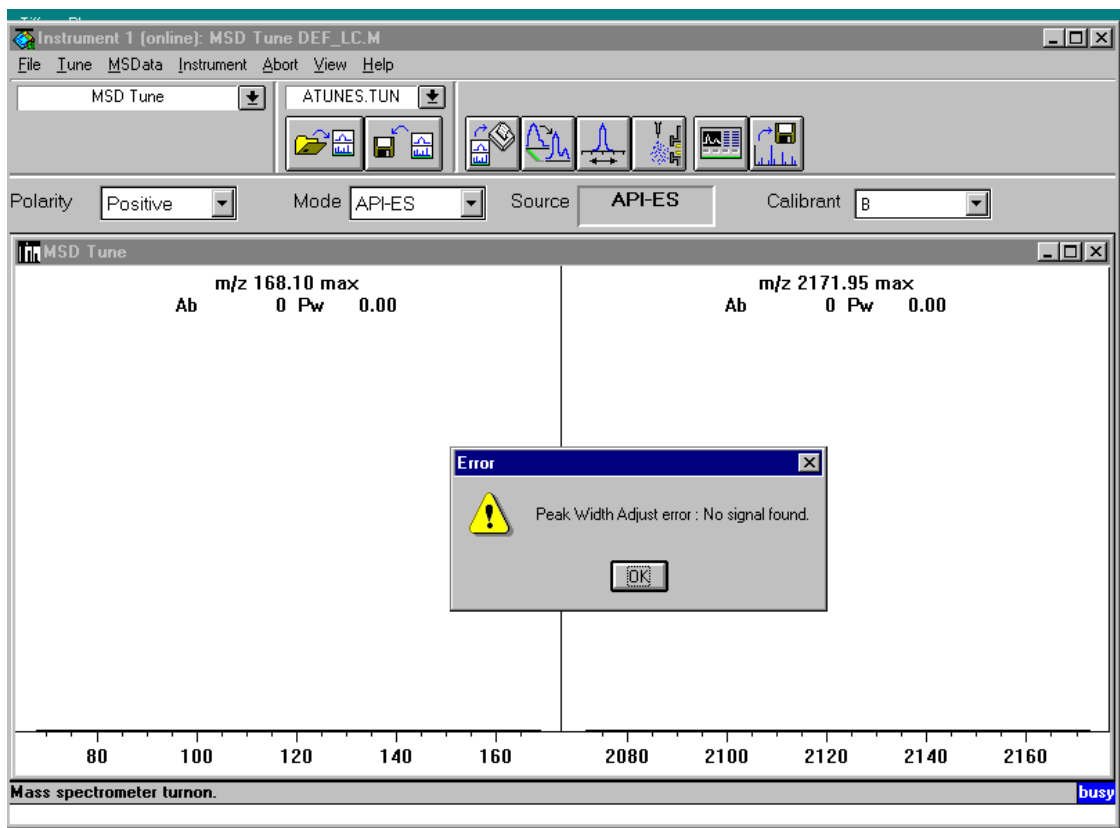 Instrument 1 (online): MSD Tune DEF_LC.M
File Tune MSData Instrument Abort View Help
MSD Tune ATUNES.TUN
Polarity Positive Mode API-ES Source API-ES Calibrant B
MSD Tune
m/z 168.10 max m/z 2171.95 max
Ab 0 Pw 0.00 Ab 0 Pw 0.00
Error
Peak Width Adjust error : No signal found.
OK
80 100 120 140 160 2080 2100 2120 2140 2160
Mass spectrometer turnon. busy